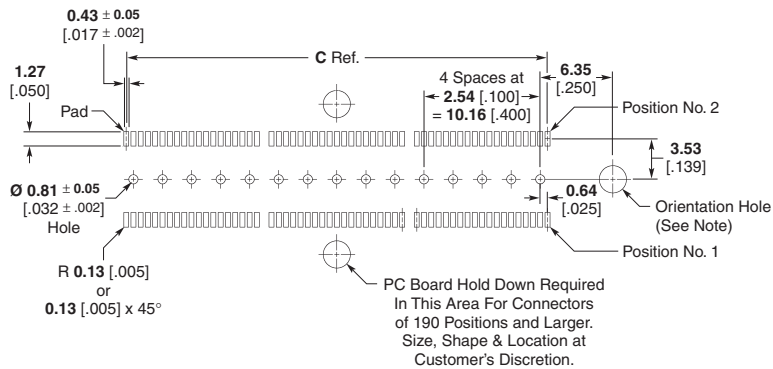 0.43 ± 0.05
[.017 ± .002]
C Ref.
1.27
[.050]
4 Spaces at
2.54 [.100]
= 10.16 [.400]
6.35
[.250]
Pad
Position No. 2
3.53
[.139]
Ø 0.81 ± 0.05
[.032 ± .002]
Hole
0.64
[.025]
Orientation Hole
(See Note)
Position No. 1
R 0.13 [.005]
or
0.13 [.005] x 45°
PC Board Hold Down Required
In This Area For Connectors
of 190 Positions and Larger.
Size, Shape & Location at
Customer's Discretion.